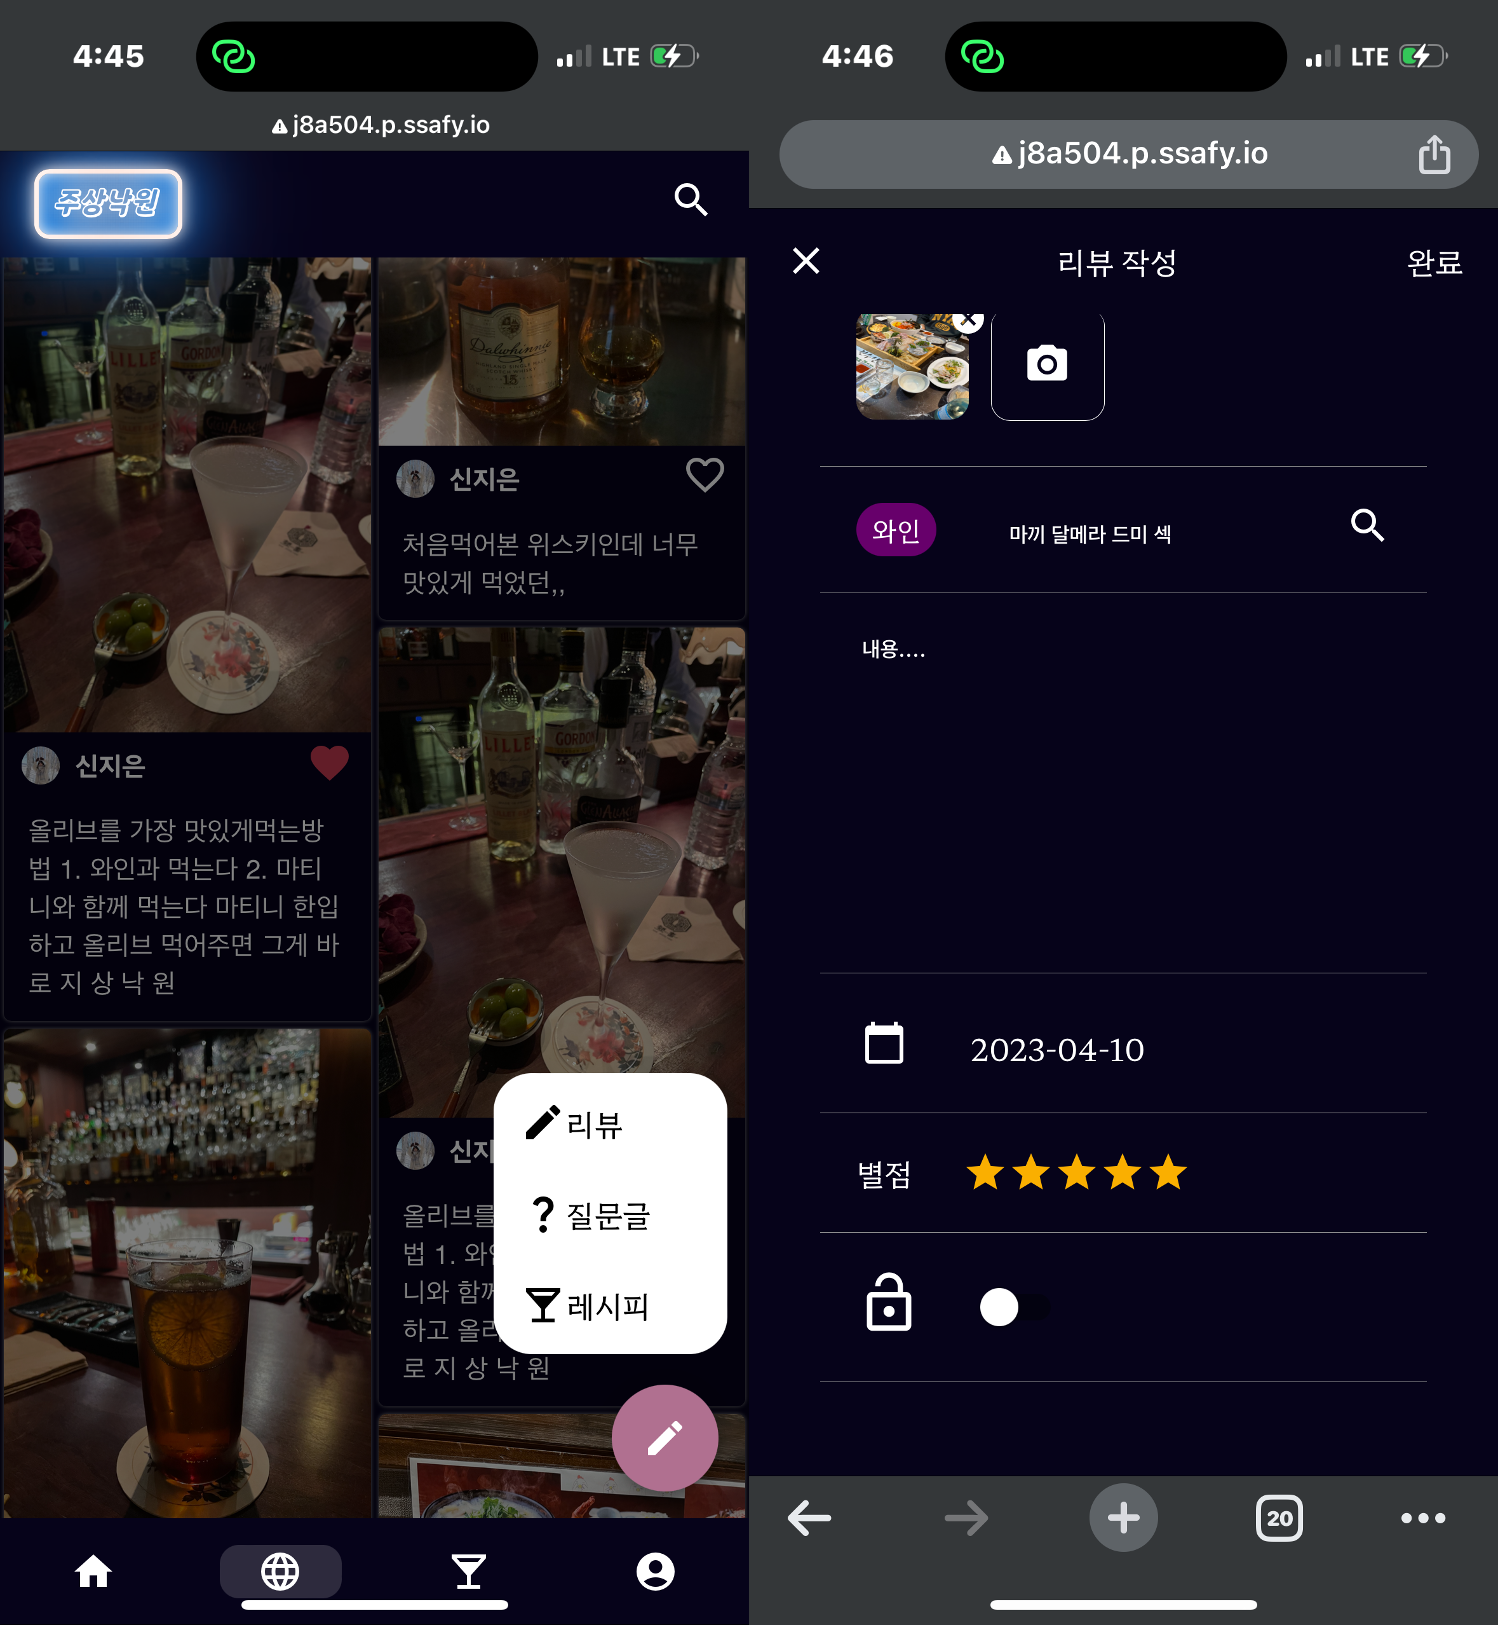 4:45
LTE
j8a504.p.ssafy.io
주상낙원
LILLE
GORDON
Dalwhinnie
15
신지은
처음먹어본 위스키인데 너무
맛있게 먹었던,,
신지은
올리브를 가장 맛있게먹는방
법 1. 와인과 먹는다 2. 마티
니와 함께 먹는다 마티니 한입
하고 올리브 먹어주면 그게 바
로 지 상 낙 원
LILLE
GORDON
신지
올리브를
법 1. 와인
니와 함께
하고 올리
로 지 상 낙 원
리뷰
질문글
레시피
4:46
LTE
j8a504.p.ssafy.io
리뷰 작성
완료
와인
마끼 달메라 드미 섹
내용....
2023-04-10
별점
20